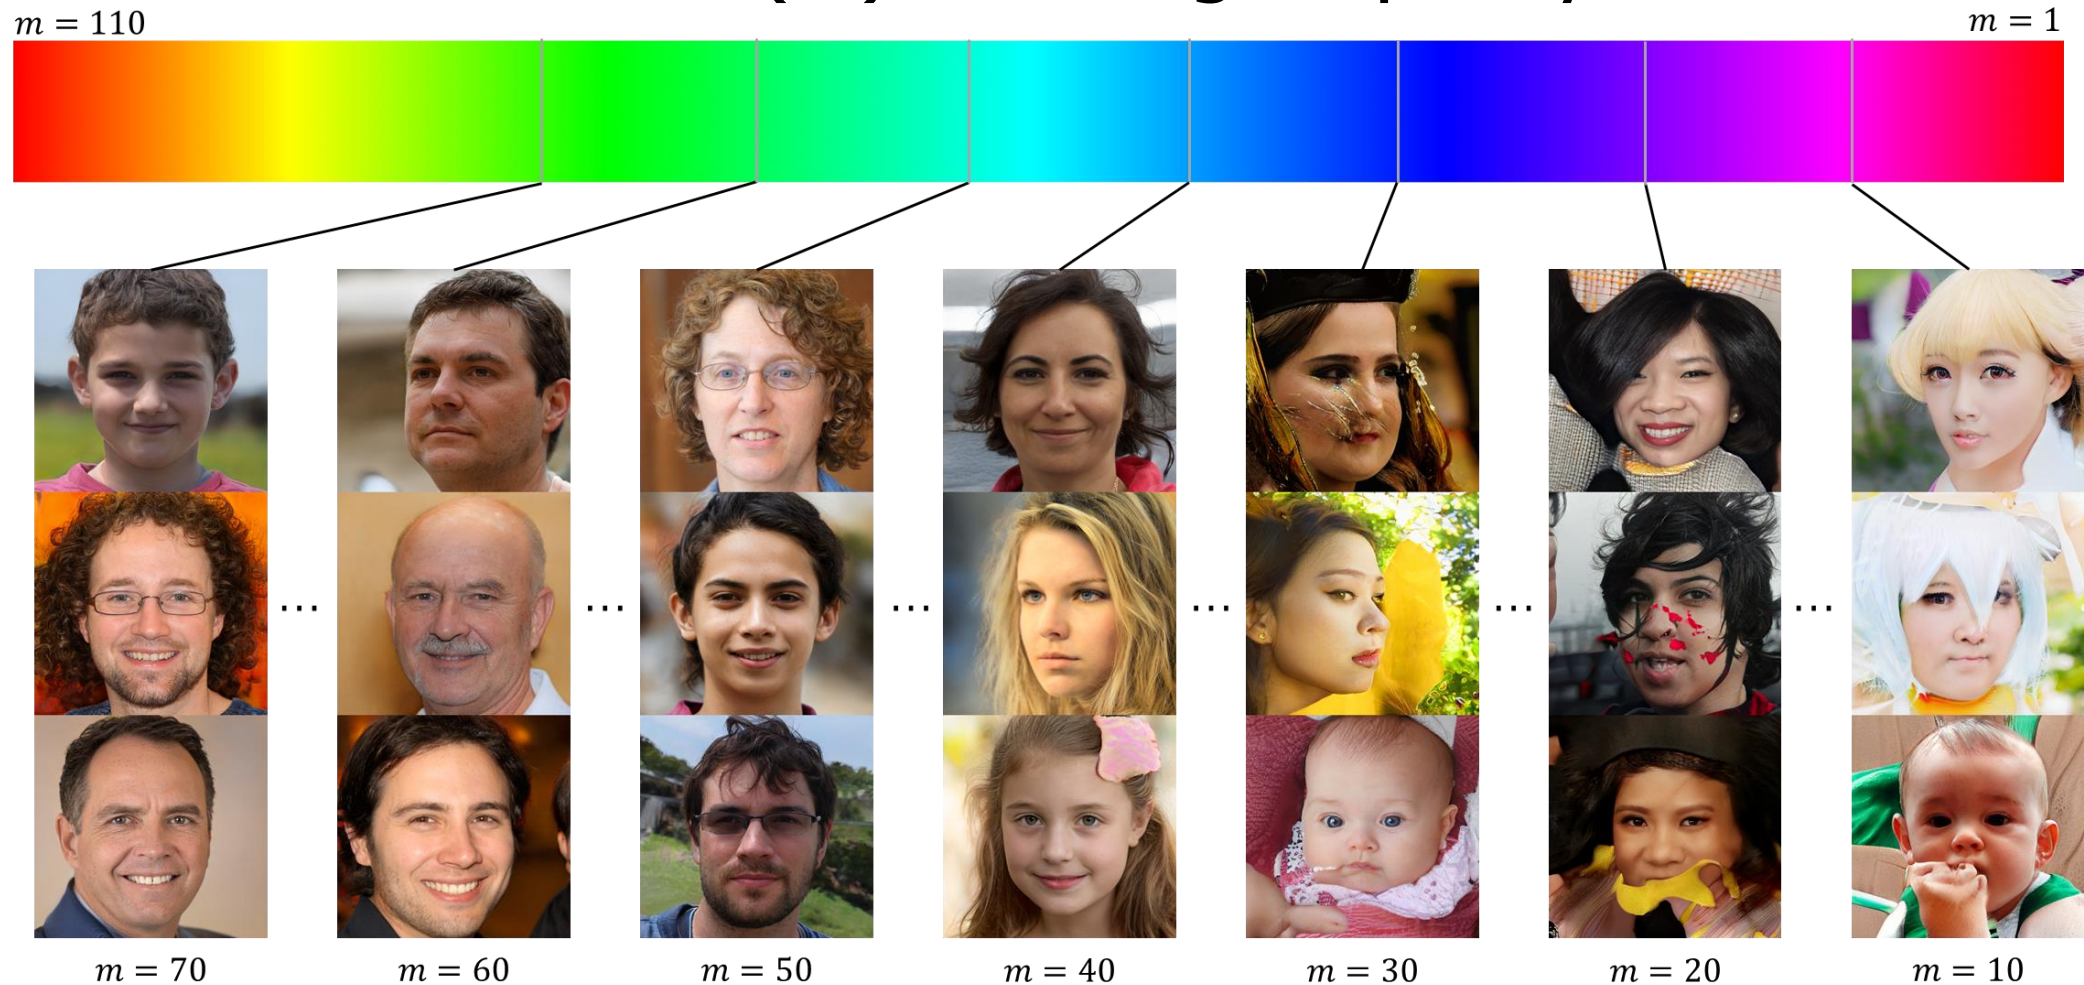 m = 110
m = 1
... ... ... ... ... ...
m = 70
m = 60
m = 50
m = 40
m = 30
m = 20
m = 10